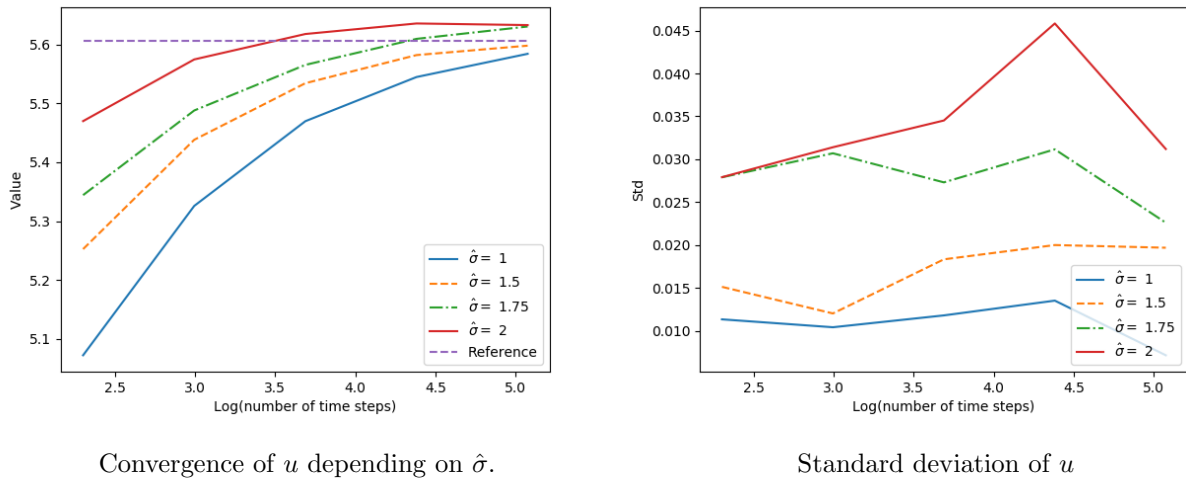 5.6
5.5
5.4
5.3
5.2
5.1
Value
2.5 3.0 3.5 4.0 4.5 5.0
Log(number of time steps)
σ̂ = 1
σ̂ = 1.5
σ̂ = 1.75
σ̂ = 2
Reference
Convergence of u depending on σ̂.
0.045
0.040
0.035
0.030
0.025
0.020
0.015
0.010
Std
2.5 3.0 3.5 4.0 4.5 5.0
Log(number of time steps)
σ̂ = 1
σ̂ = 1.5
σ̂ = 1.75
σ̂ = 2
Standard deviation of u